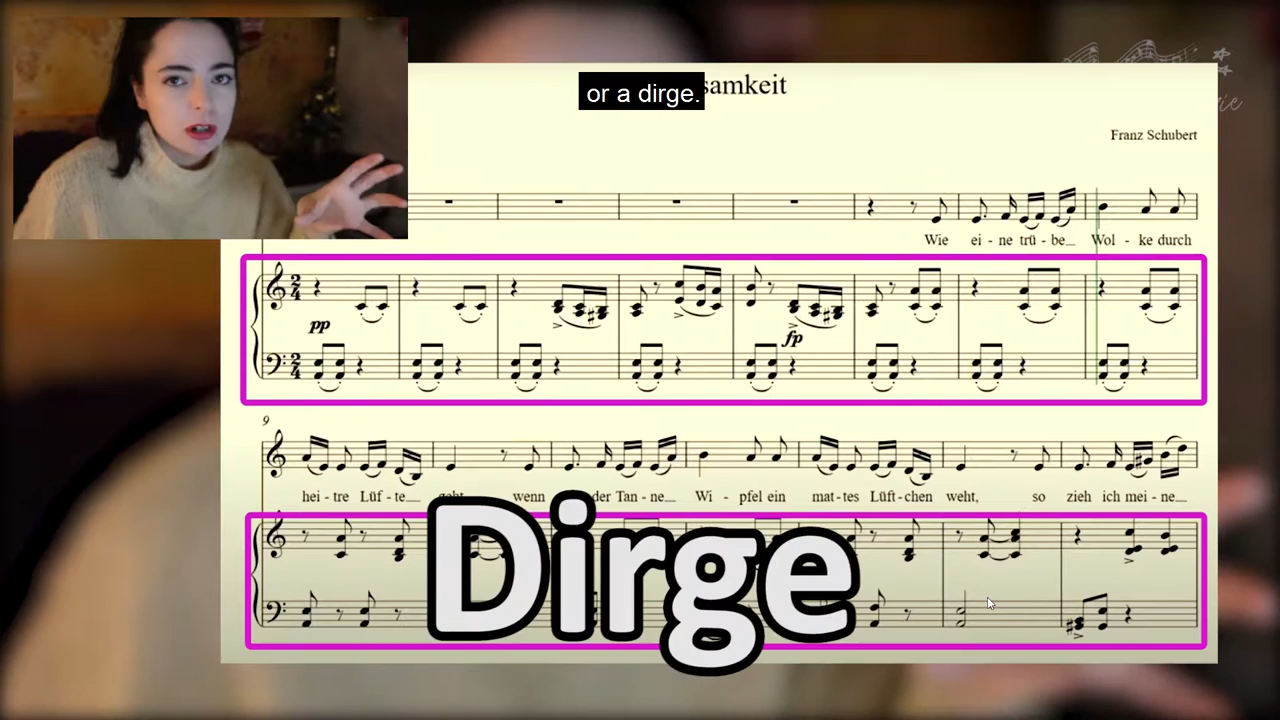 or a dirge.
samkeit
Franz Schubert
Wie ei - ne trü - be Wol - ke durch
pp
fp
9
hei - tre Lüf - te geht, wenn der Tan - ne Wi - pfel ein mat - tes Lüft - chen weht, so zieh ich mei - ne
Dirge